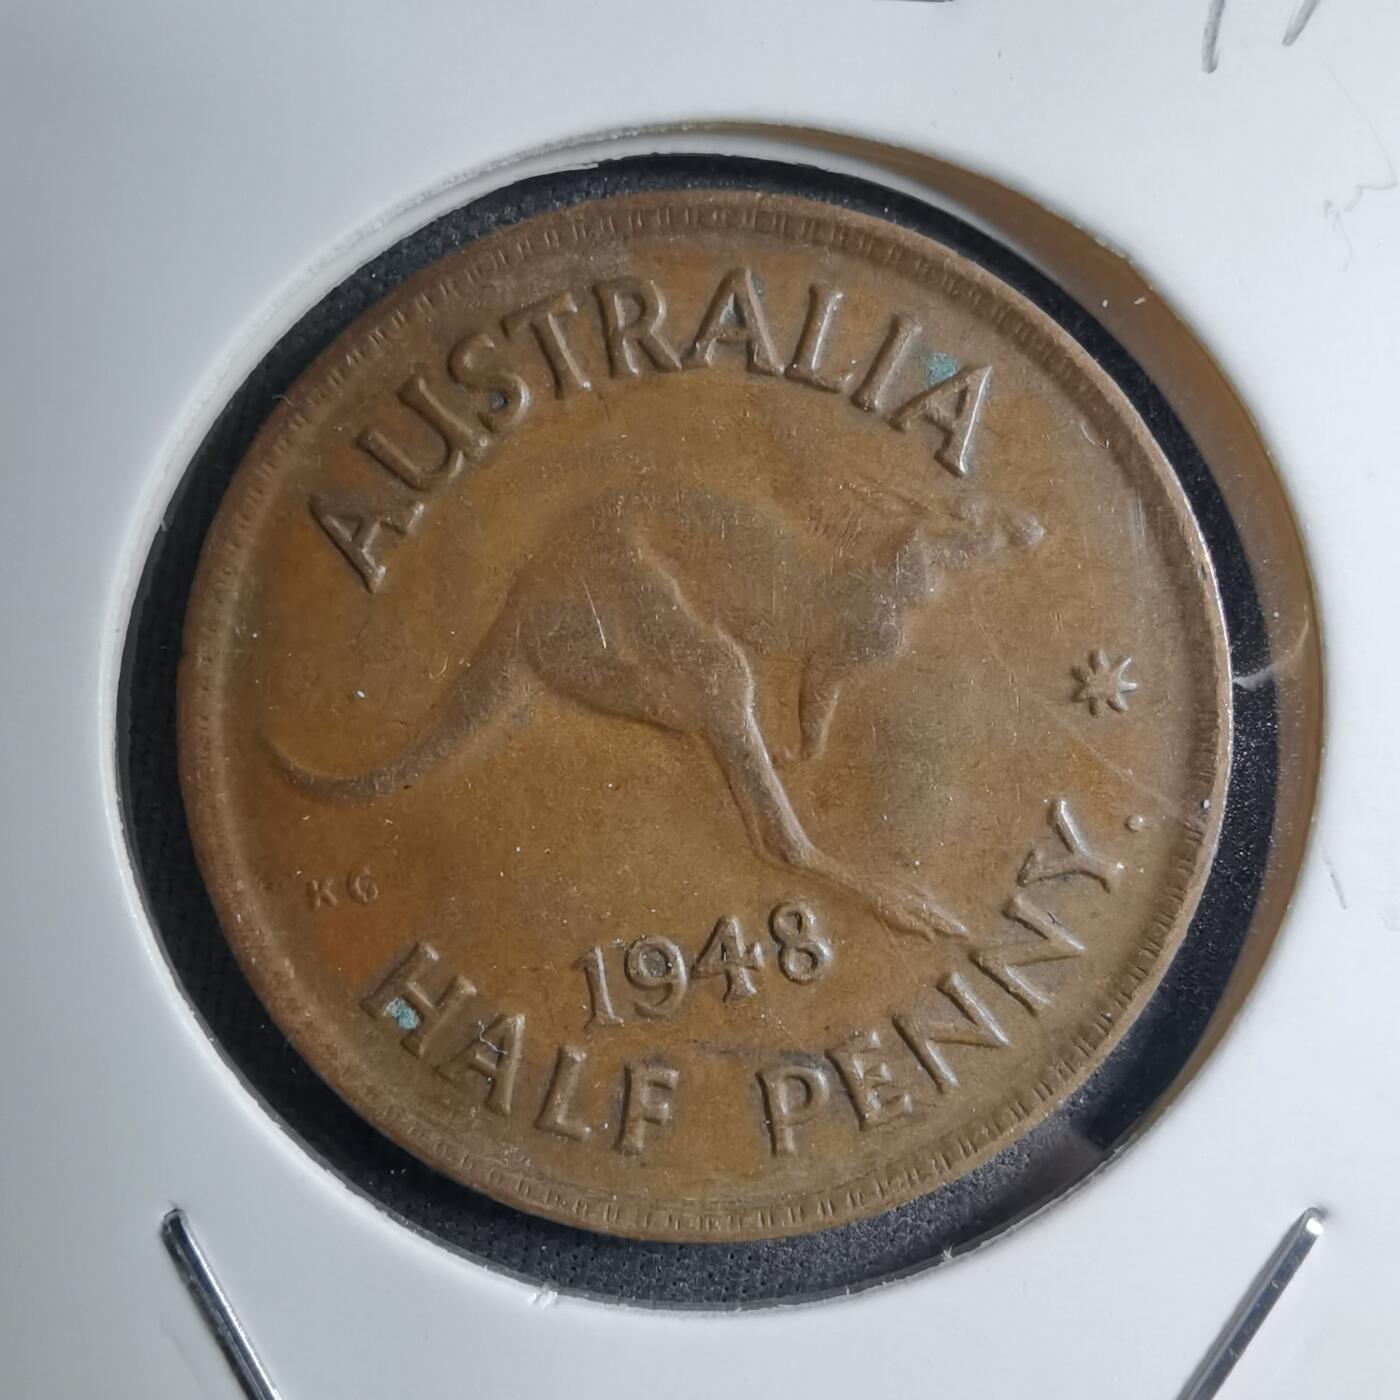 AUSTRALIA
KG
1948
HALF PENNY.